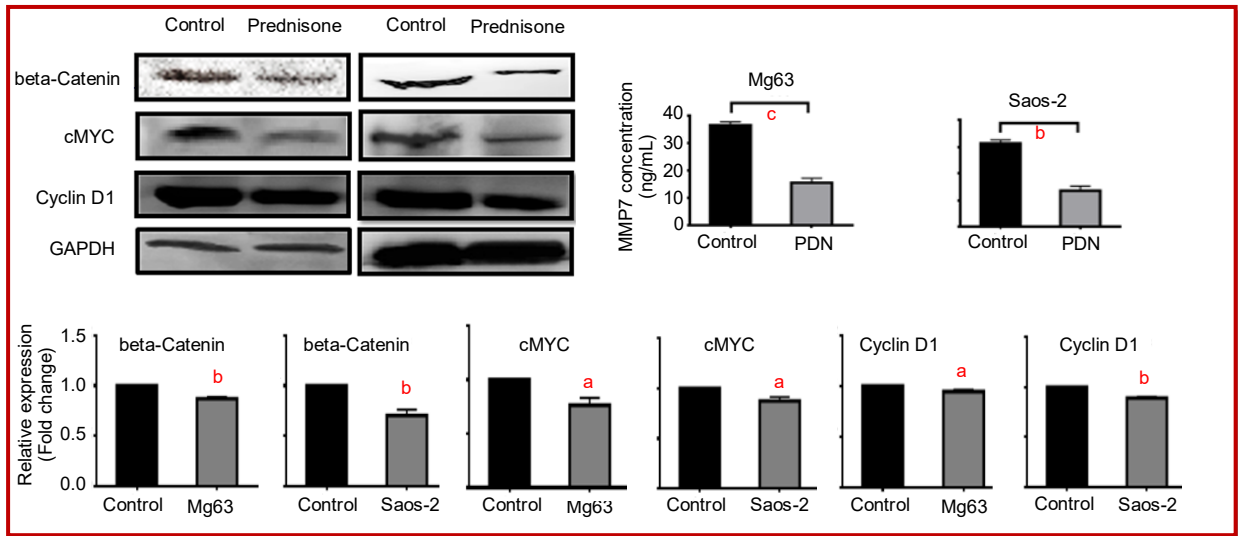 Control Prednisone Control Prednisone
beta-Catenin
cMYC
Cyclin D1
GAPDH
Mg63
c
MMP7 concentration
(ng/mL)
40
30
20
10
0
Control PDN
Saos-2
b
Control PDN
Relative expression
(Fold change)
1.5
1.0
0.5
0.0
beta-Catenin
b
Control Mg63
beta-Catenin
b
Control Saos-2
cMYC
a
Control Mg63
cMYC
a
Control Saos-2
Cyclin D1
a
Control Mg63
Cyclin D1
b
Control Saos-2